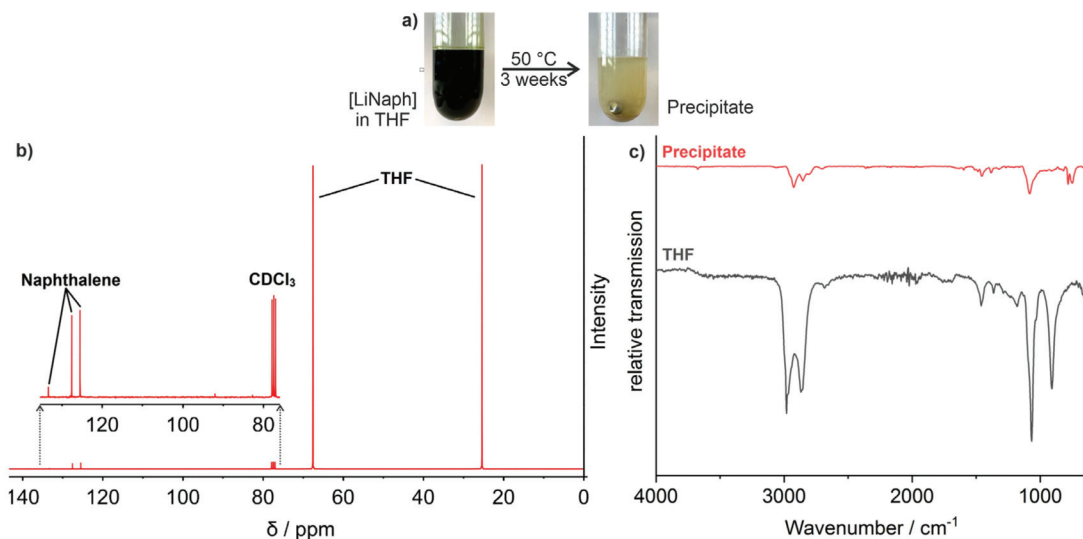 a)
50 °C
3 weeks
[LiNaph]
in THF
Precipitate
b)
THF
Naphthalene
CDCl₃
120 100 80
140 120 100 80 60 40 20 0
δ / ppm
Intensity
c)
Precipitate
THF
relative transmission
4000 3000 2000 1000
Wavenumber / cm⁻¹